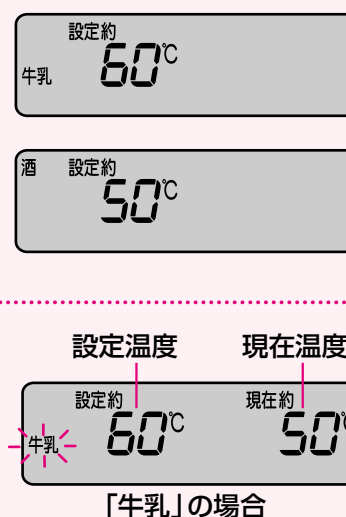 設定約
牛乳 60℃
酒 設定約
50℃
設定温度 現在温度
設定約 現在約
牛乳 60℃ 50℃
「牛乳」の場合